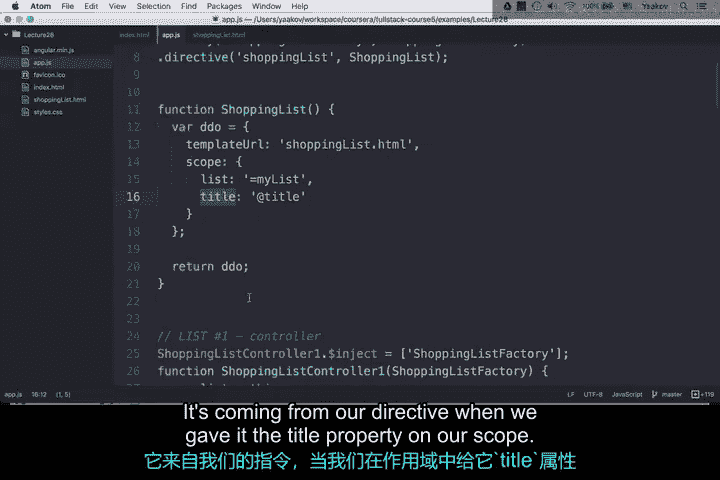 Atom File Edit View Selection Find Packages Window Help
100%
Yaakov
app.js — /Users/yaakov/workspace/coursera/fullstack-course5/examples/Lecture28
Lecture28
index.html app.js shoppingList.html
angular.min.js
app.js
favicon.ico
index.html
shoppingList.html
styles.css
8 .directive('shoppingList', ShoppingList);
9
10
11 function ShoppingList() {
12 var ddo = {
13 templateUrl: 'shoppingList.html',
14 scope: {
15 list: '=myList',
16 title: '@title'
17 }
18 };
19
20 return ddo;
21 }
22
23
24 // LIST #1 - controller
25 ShoppingListController1.$inject = ['ShoppingListFactory'];
26 function ShoppingListController1(ShoppingListFactory) {
app.js 16:12 (1, 5) LF UTF-8 JavaScript master +119
It's coming from our directive when we
gave it the title property on our scope.
它来自我们的指令，当我们在作用域中给它`title`属性